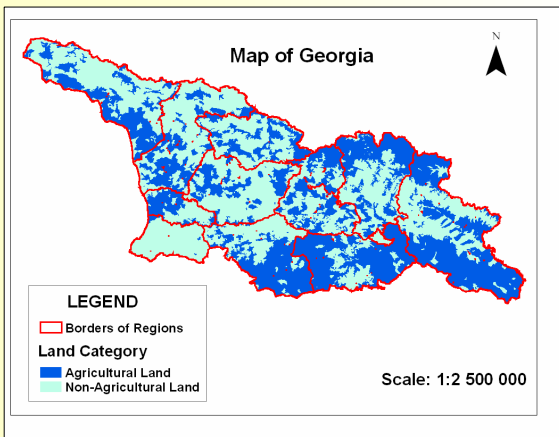 Map of Georgia
N
LEGEND
Borders of Regions
Land Category
Agricultural Land
Non-Agricultural Land
Scale: 1:2 500 000